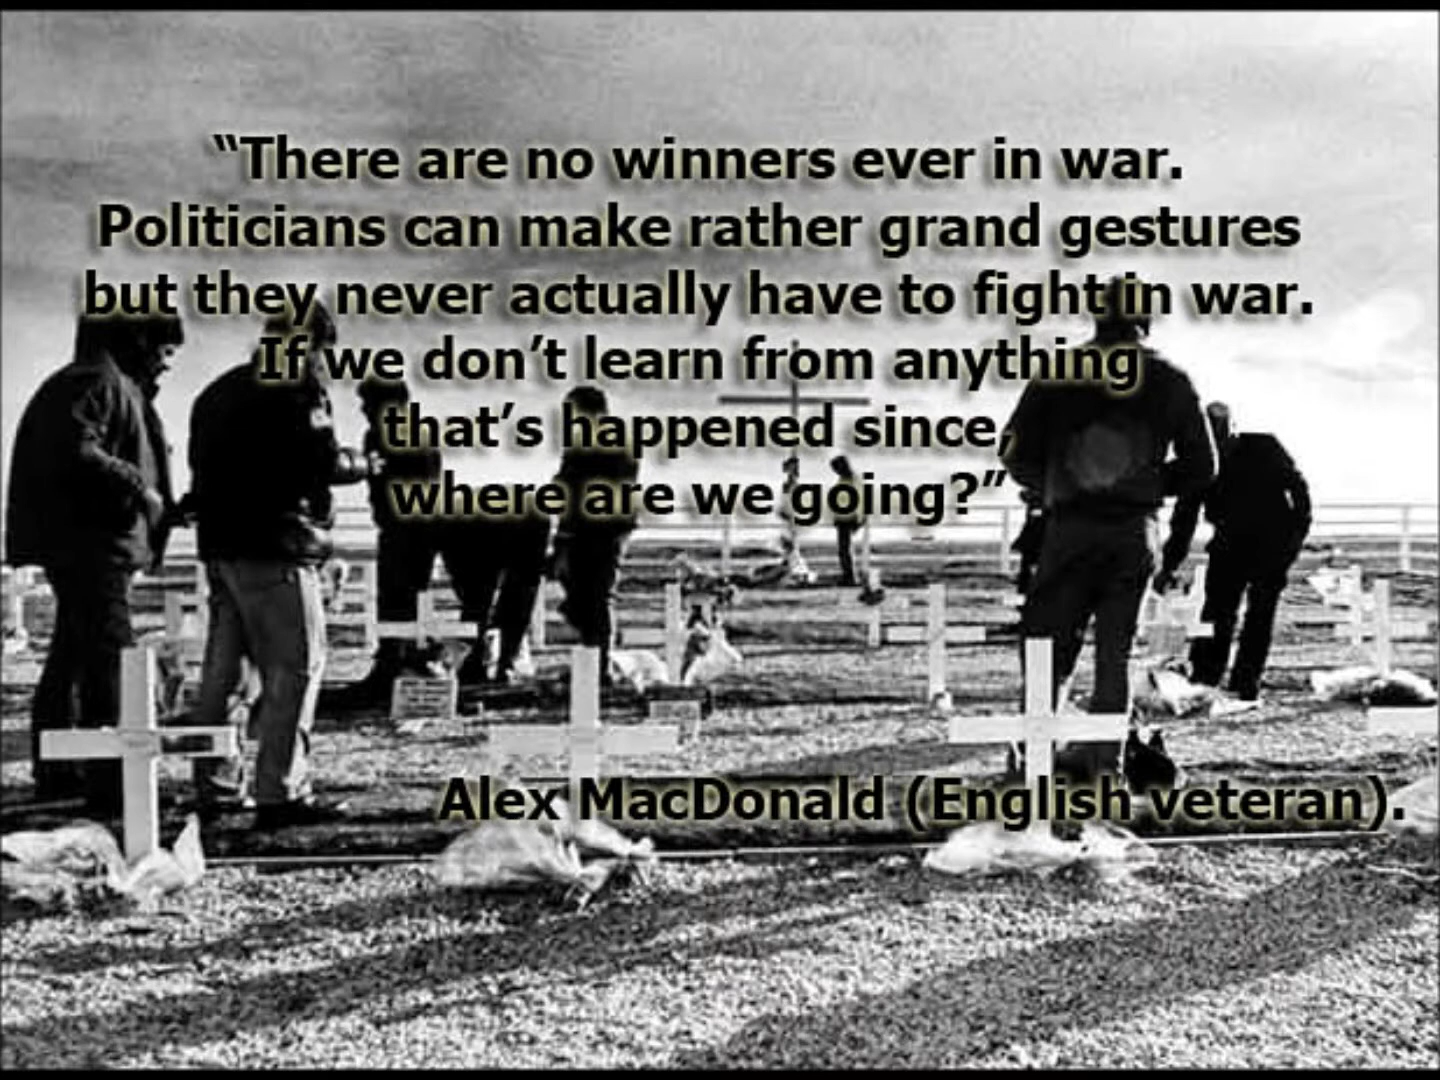 “There are no winners ever in war.
Politicians can make rather grand gestures
but they never actually have to fight in war.
If we don’t learn from anything
that’s happened since,
where are we going?”
Alex MacDonald (English veteran).